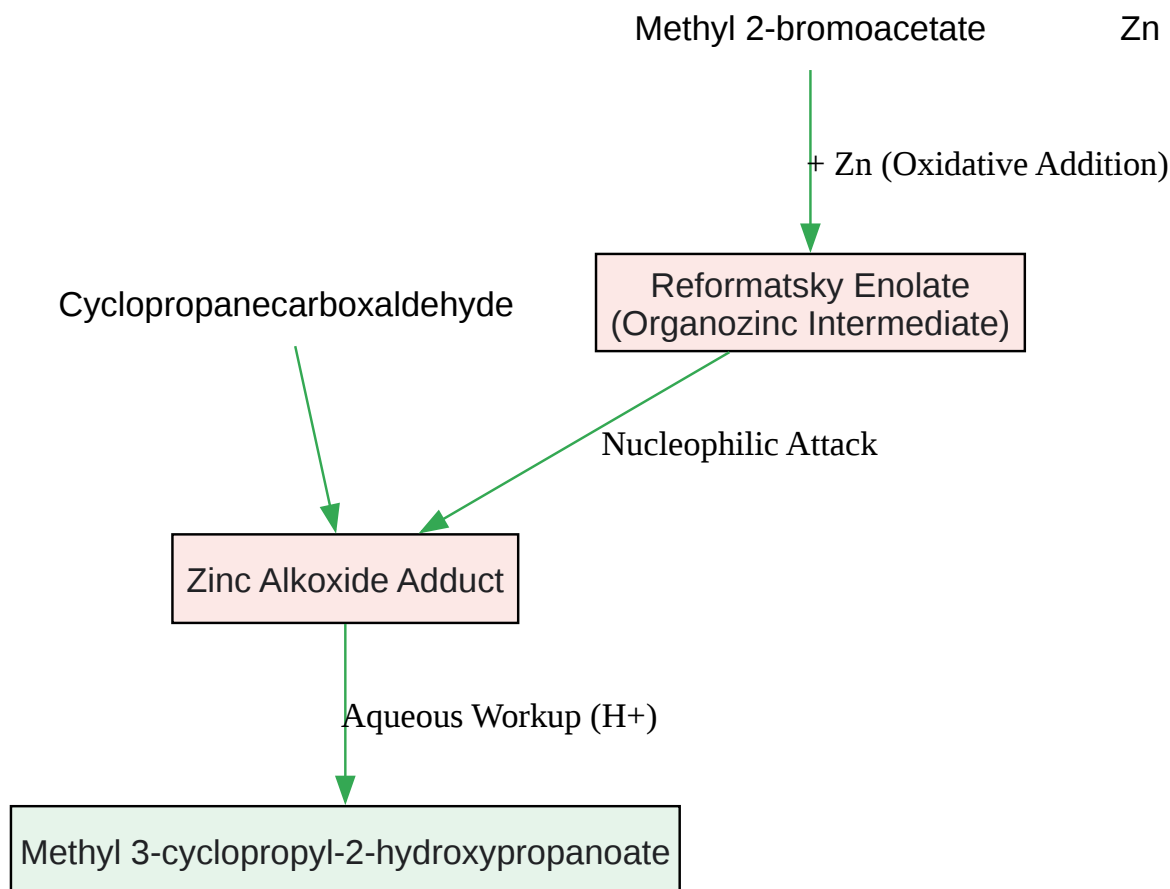 Methyl 2-bromoacetate
Zn
+ Zn (Oxidative Addition)
Reformatsky Enolate
(Organozinc Intermediate)
Cyclopropanecarboxaldehyde
Nucleophilic Attack
Zinc Alkoxide Adduct
Aqueous Workup (H+)
Methyl 3-cyclopropyl-2-hydroxypropanoate